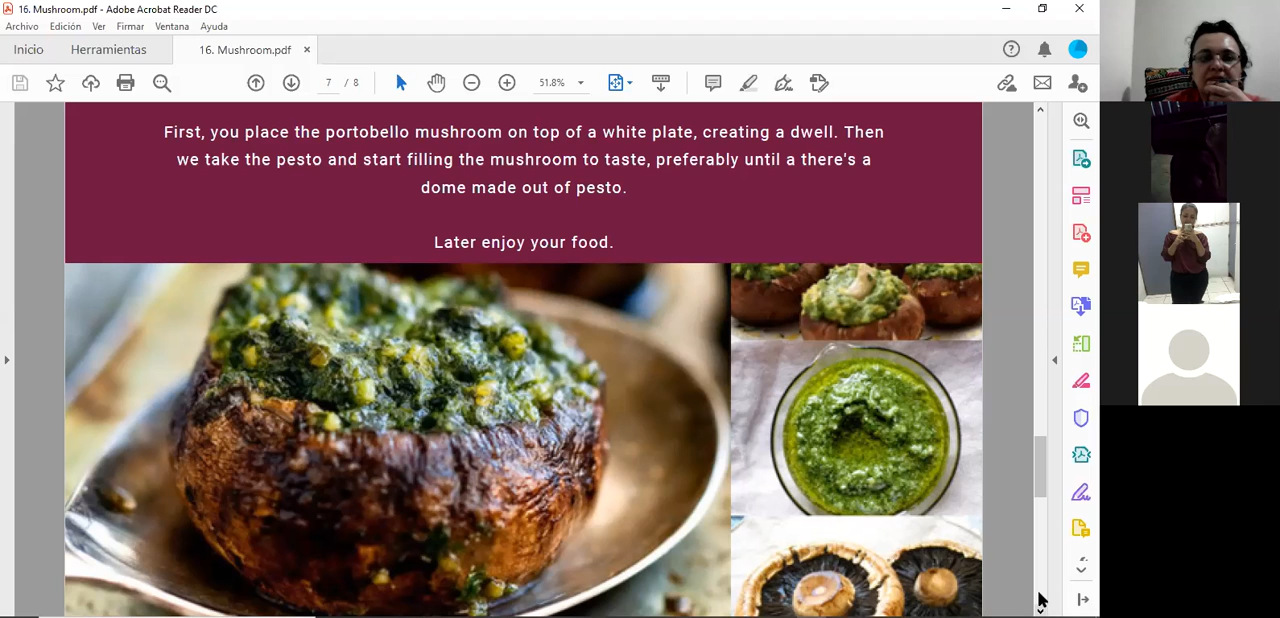 16. Mushroom.pdf - Adobe Acrobat Reader DC
Archivo Edición Ver Firmar Ventana Ayuda
Inicio Herramientas 16. Mushroom.pdf
7 / 8 51.8%
First, you place the portobello mushroom on top of a white plate, creating a dwell. Then
we take the pesto and start filling the mushroom to taste, preferably until a there's a
dome made out of pesto.
Later enjoy your food.